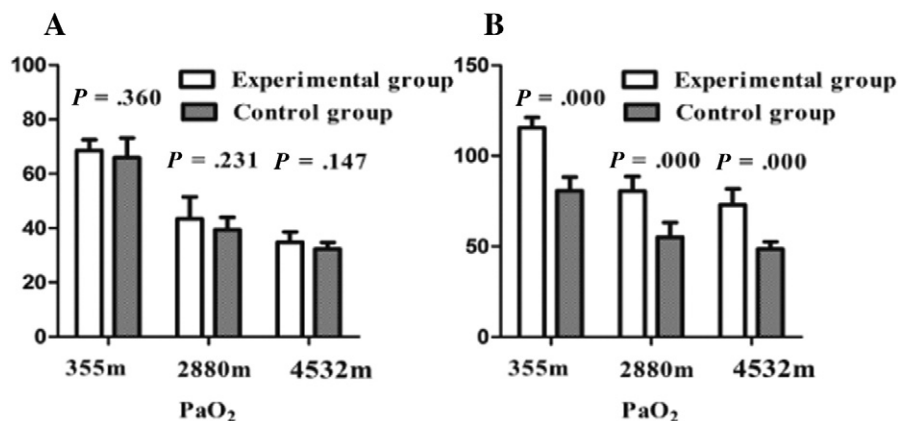 A
100
80
60
40
20
0
Experimental group
Control group
P = .360
P = .231
P = .147
355m
2880m
4532m
PaO2
B
150
100
50
0
Experimental group
Control group
P = .000
P = .000
P = .000
355m
2880m
4532m
PaO2